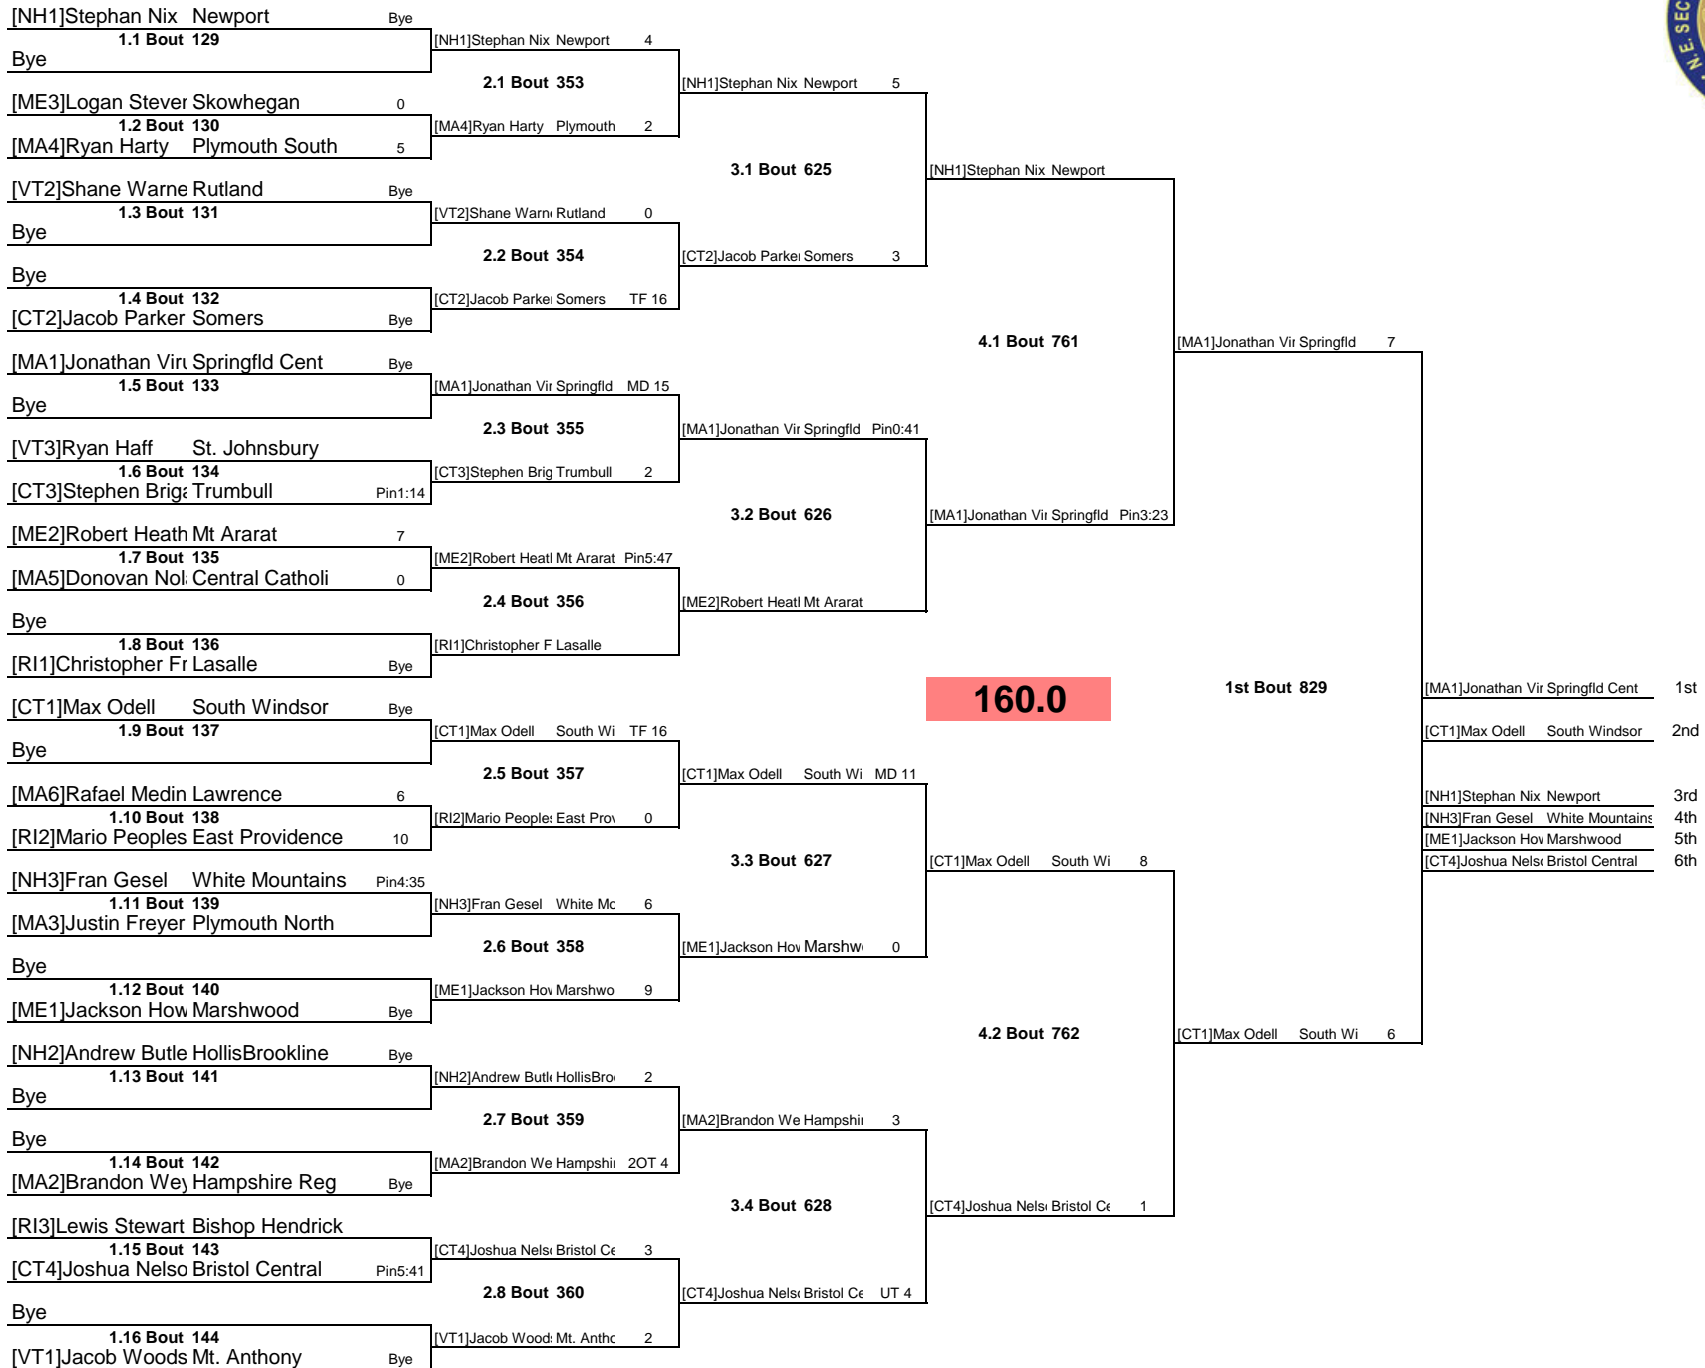 [NH1]Stephan Nix Newport Bye
1.1 Bout 129
Bye
[ME3]Logan Stever Skowhegan 0
1.2 Bout 130
[MA4]Ryan Harty Plymouth South 5
[VT2]Shane Warne Rutland Bye
1.3 Bout 131
Bye
Bye
1.4 Bout 132
[CT2]Jacob Parker Somers Bye
[MA1]Jonathan Viru Springfld Cent Bye
1.5 Bout 133
Bye
[VT3]Ryan Haff St. Johnsbury
1.6 Bout 134
[CT3]Stephen Briga Trumbull Pin1:14
[ME2]Robert Heath Mt Ararat 7
1.7 Bout 135
[MA5]Donovan Nol Central Catholi 0
Bye
1.8 Bout 136
[RI1]Christopher Fr Lasalle Bye
[CT1]Max Odell South Windsor Bye
1.9 Bout 137
Bye
[MA6]Rafael Medin Lawrence 6
1.10 Bout 138
[RI2]Mario Peoples East Providence 10
[NH3]Fran Gesel White Mountains Pin4:35
1.11 Bout 139
[MA3]Justin Freyer Plymouth North
Bye
1.12 Bout 140
[ME1]Jackson How Marshwood Bye
[NH2]Andrew Butle HollisBrookline Bye
1.13 Bout 141
Bye
Bye
1.14 Bout 142
[MA2]Brandon Wey Hampshire Reg Bye
[RI3]Lewis Stewart Bishop Hendrick
1.15 Bout 143
[CT4]Joshua Nelso Bristol Central Pin5:41
Bye
1.16 Bout 144
[VT1]Jacob Woods Mt. Anthony Bye
[NH1]Stephan Nix Newport 4
2.1 Bout 353
[MA4]Ryan Harty Plymouth 2
[VT2]Shane Warn Rutland 0
2.2 Bout 354
[CT2]Jacob Parke Somers TF 16
[MA1]Jonathan Vir Springfld MD 15
2.3 Bout 355
[CT3]Stephen Brig Trumbull 2
[ME2]Robert Heatl Mt Ararat Pin5:47
2.4 Bout 356
[RI1]Christopher F Lasalle
[CT1]Max Odell South Wi TF 16
2.5 Bout 357
[RI2]Mario People East Prov 0
[NH3]Fran Gesel White Mo 6
2.6 Bout 358
[ME1]Jackson Hov Marshwo 9
[NH2]Andrew Butl HollisBro 2
2.7 Bout 359
[MA2]Brandon We Hampshi 2OT 4
[CT4]Joshua Nels Bristol Ce 3
2.8 Bout 360
[VT1]Jacob Wood Mt. Antho 2
[NH1]Stephan Nix Newport 5
3.1 Bout 625
[CT2]Jacob Parke Somers 3
[MA1]Jonathan Vir Springfld Pin0:41
3.2 Bout 626
[ME2]Robert Heatl Mt Ararat
[CT1]Max Odell South Wi MD 11
3.3 Bout 627
[ME1]Jackson Hov Marshw 0
[MA2]Brandon We Hampshi 3
3.4 Bout 628
[CT4]Joshua Nels Bristol Ce UT 4
[NH1]Stephan Nix Newport
4.1 Bout 761
[MA1]Jonathan Vir Springfld Pin3:23
160.0
[CT1]Max Odell South Wi 8
4.2 Bout 762
[CT4]Joshua Nels Bristol Ce 1
[MA1]Jonathan Vir Springfld 7
1st Bout 829
[CT1]Max Odell South Wi 6
[MA1]Jonathan Vir Springfld Cent 1st
[CT1]Max Odell South Windsor 2nd
[NH1]Stephan Nix Newport 3rd
[NH3]Fran Gesel White Mountains 4th
[ME1]Jackson Hov Marshwood 5th
[CT4]Joshua Nels Bristol Central 6th
N.E. SEC